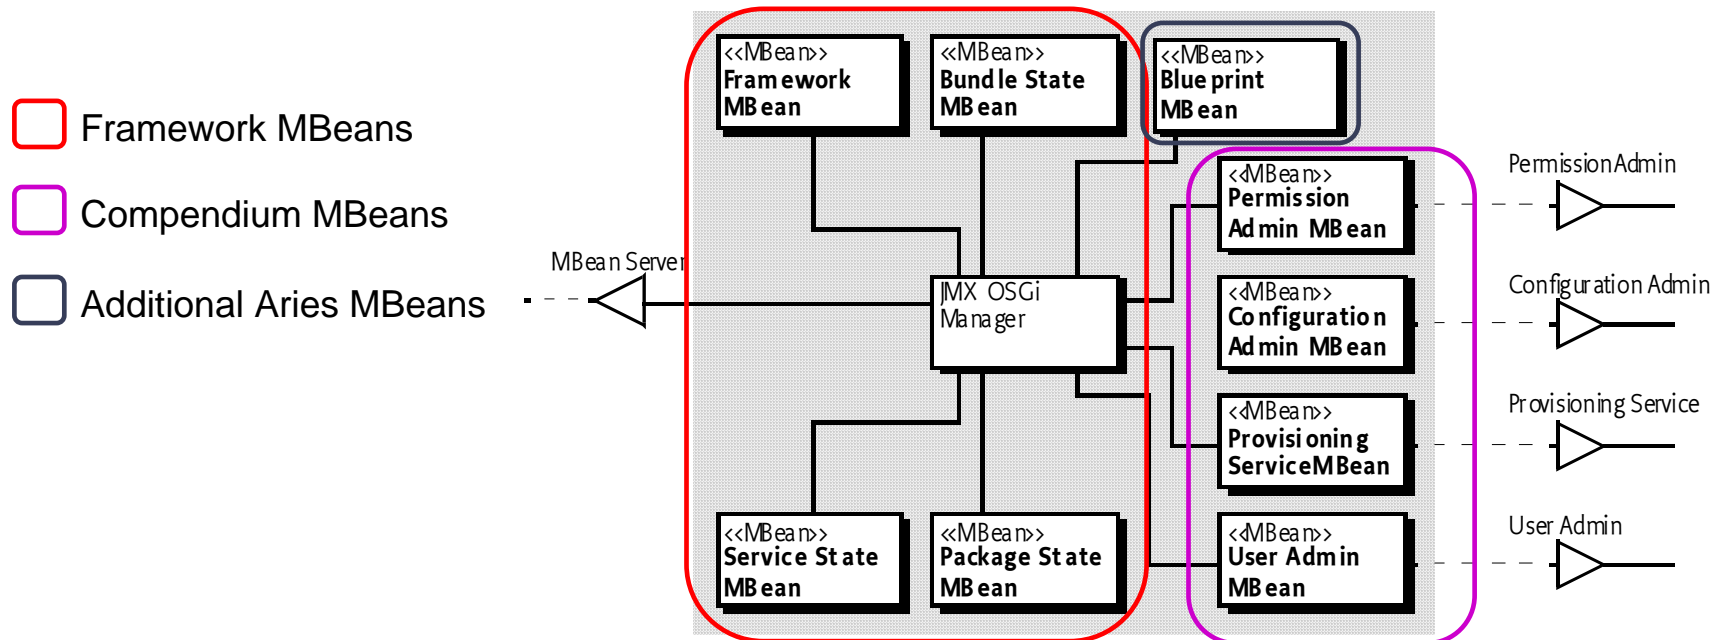 Framework MBeans
Compendium MBeans
Additional Aries MBeans
MBean Server
<<MBean>>
Framework
MBean
<<MBean>>
Bundle State
MBean
<<MBean>>
Blueprint
MBean
JMX OSGi
Manager
<<MBean>>
Service State
MBean
<<MBean>>
Package State
MBean
<<MBean>>
Permission
Admin MBean
<<MBean>>
Configuration
Admin MBean
<<MBean>>
Provisioning
ServiceMBean
<<MBean>>
User Admin
MBean
PermissionAdmin
Configuration Admin
Provisioning Service
User Admin